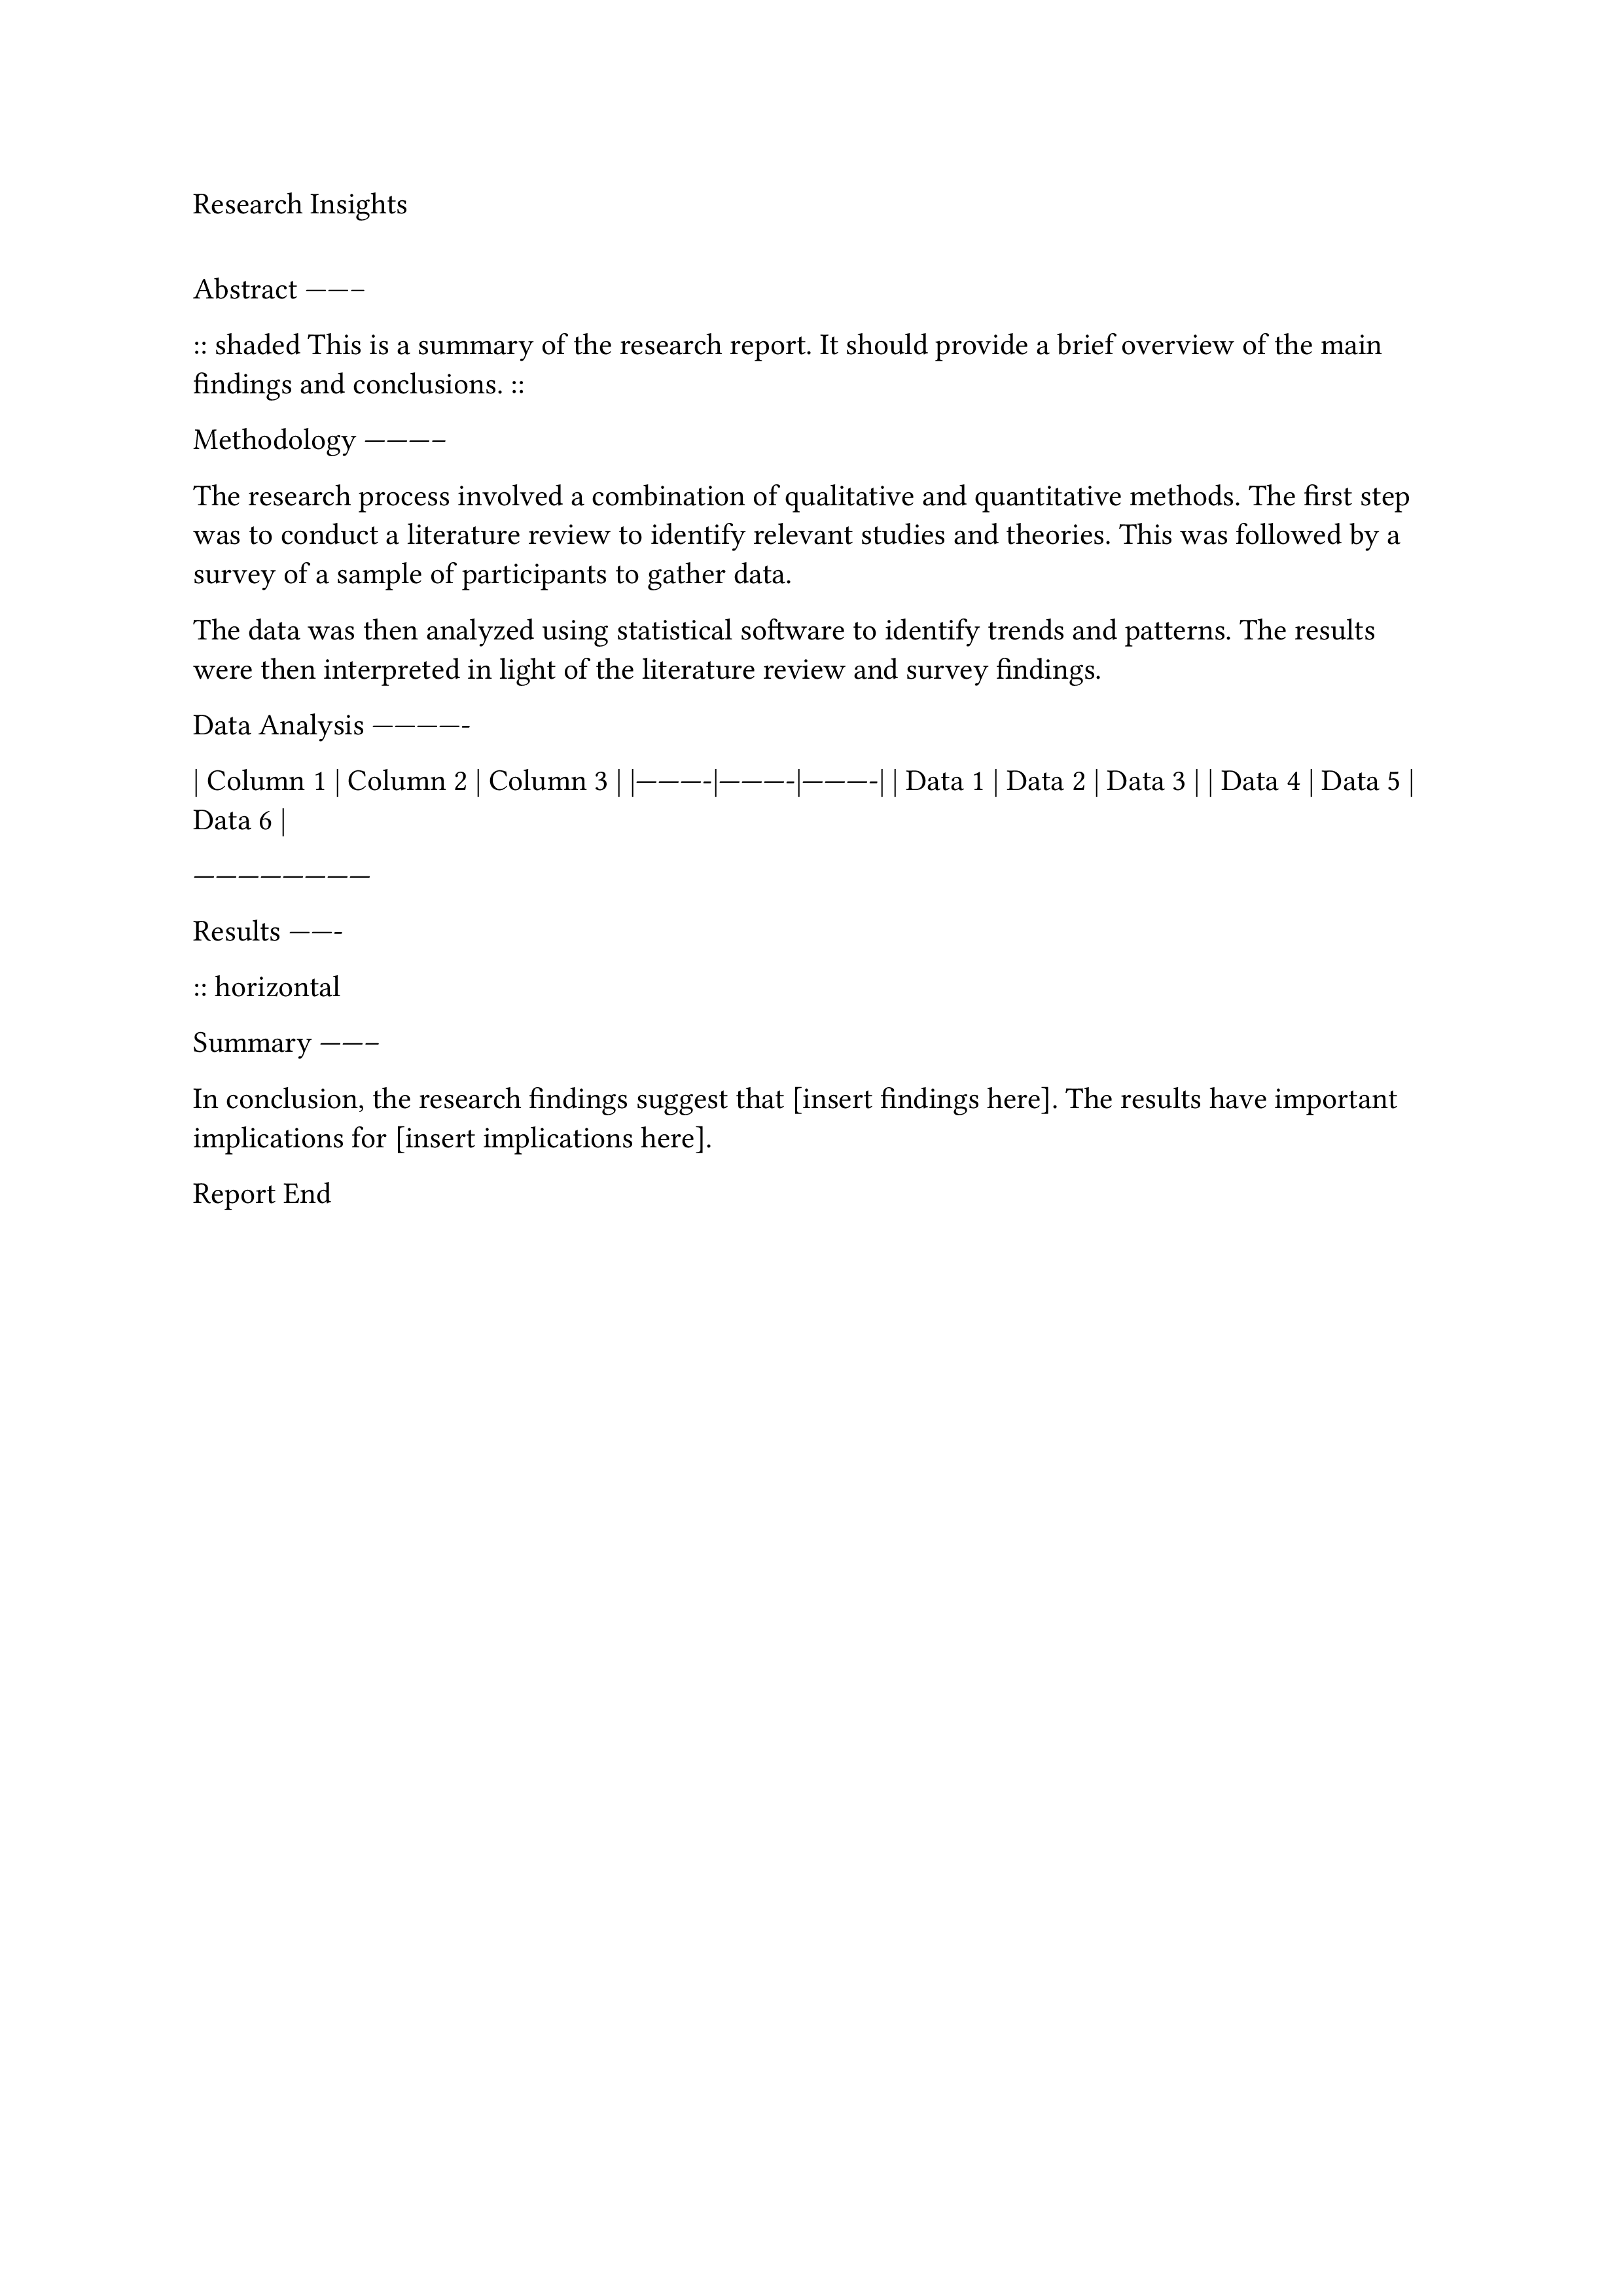 Research Insights
Abstract ——–
:: shaded This is a summary of the research report. It should provide a brief overview of the main
findings and conclusions. ::
Methodology ———–
The research process involved a combination of qualitative and quantitative methods. The first step
was to conduct a literature review to identify relevant studies and theories. This was followed by a
survey of a sample of participants to gather data.
The data was then analyzed using statistical software to identify trends and patterns. The results
were then interpreted in light of the literature review and survey findings.
Data Analysis ————-
| Column 1 | Column 2 | Column 3 | |———-|———-|———-| | Data 1 | Data 2 | Data 3 | | Data 4 | Data 5 |
Data 6 |
————————
Results ——-
:: horizontal
Summary ——–
In conclusion, the research findings suggest that [insert findings here]. The results have important
implications for [insert implications here].
Report End